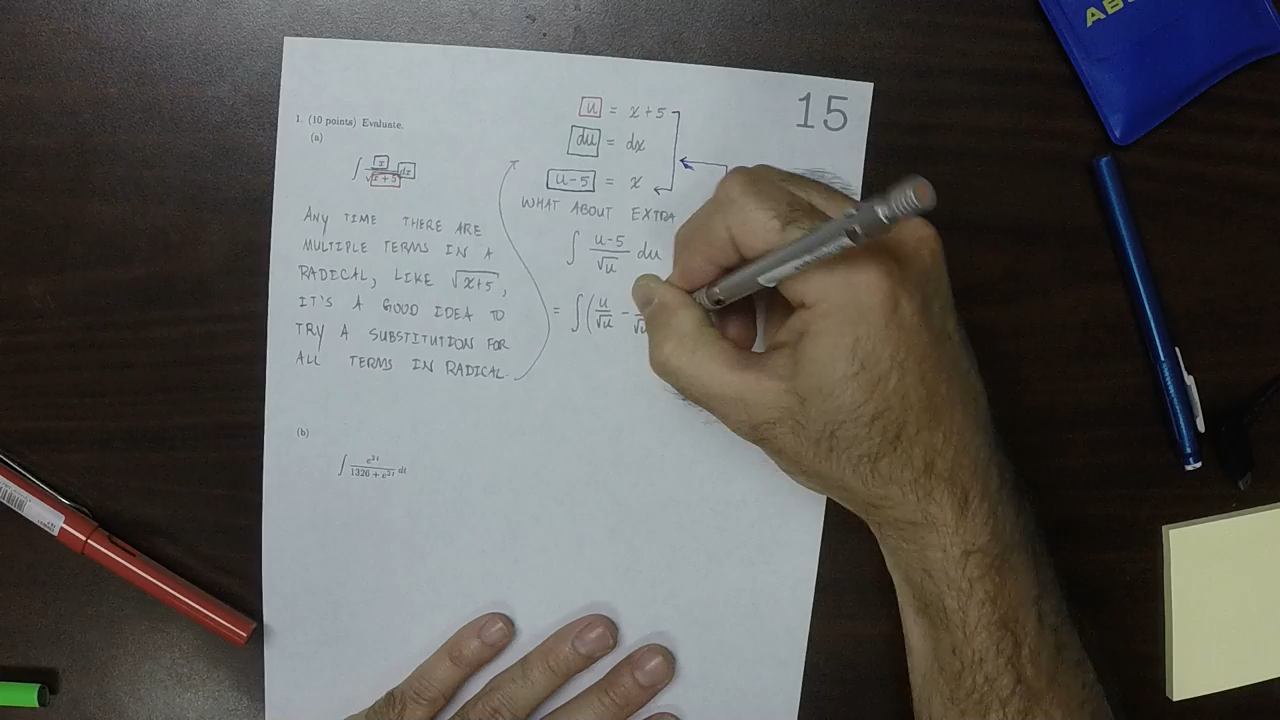 15
1. (10 points) Evaluate.
(a)
∫ x/√(x + 5) dx
ANY TIME THERE ARE
MULTIPLE TERMS IN A
RADICAL, LIKE √(x+5),
IT'S A GOOD IDEA TO
TRY A SUBSTITUTION FOR
ALL TERMS IN RADICAL.
u = x+5
du = dx
u-5 = x
WHAT ABOUT EXTRA
∫ (u-5)/√u du
= ∫(u/√u -
(b)
∫ e^(3t)/(1326 + e^(3t)) dt